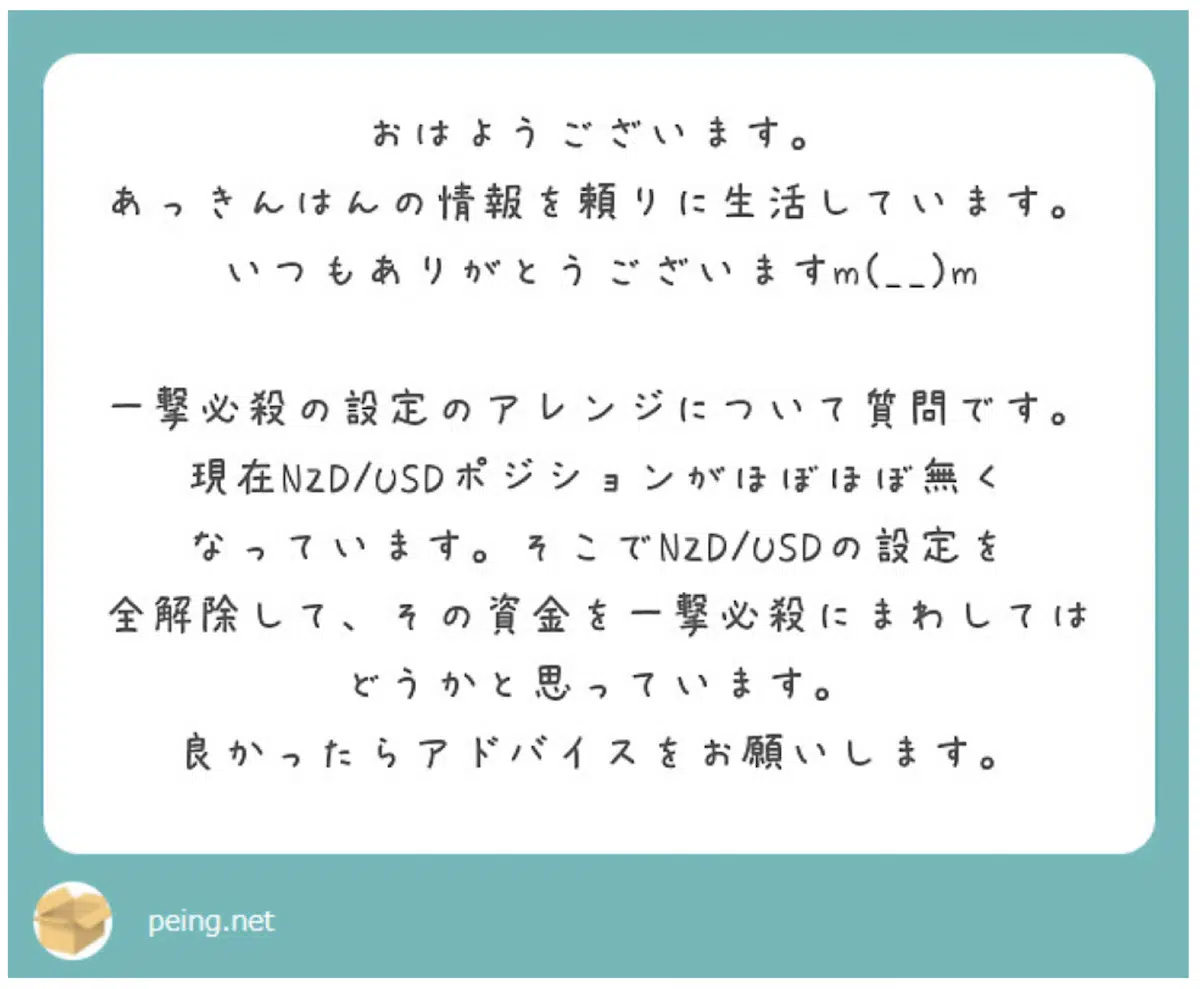 おはようございます。
あっきんはんの情報を頼りに生活しています。
いつもありがとうございますm(__)m
一撃必殺の設定のアレンジについて質問です。
現在NZD/USDポジションがほぼほぼ無く
なっています。そこでNZD/USDの設定を
全解除して、その資金を一撃必殺にまわしては
どうかと思っています。
良かったらアドバイスをお願いします。
peing.net